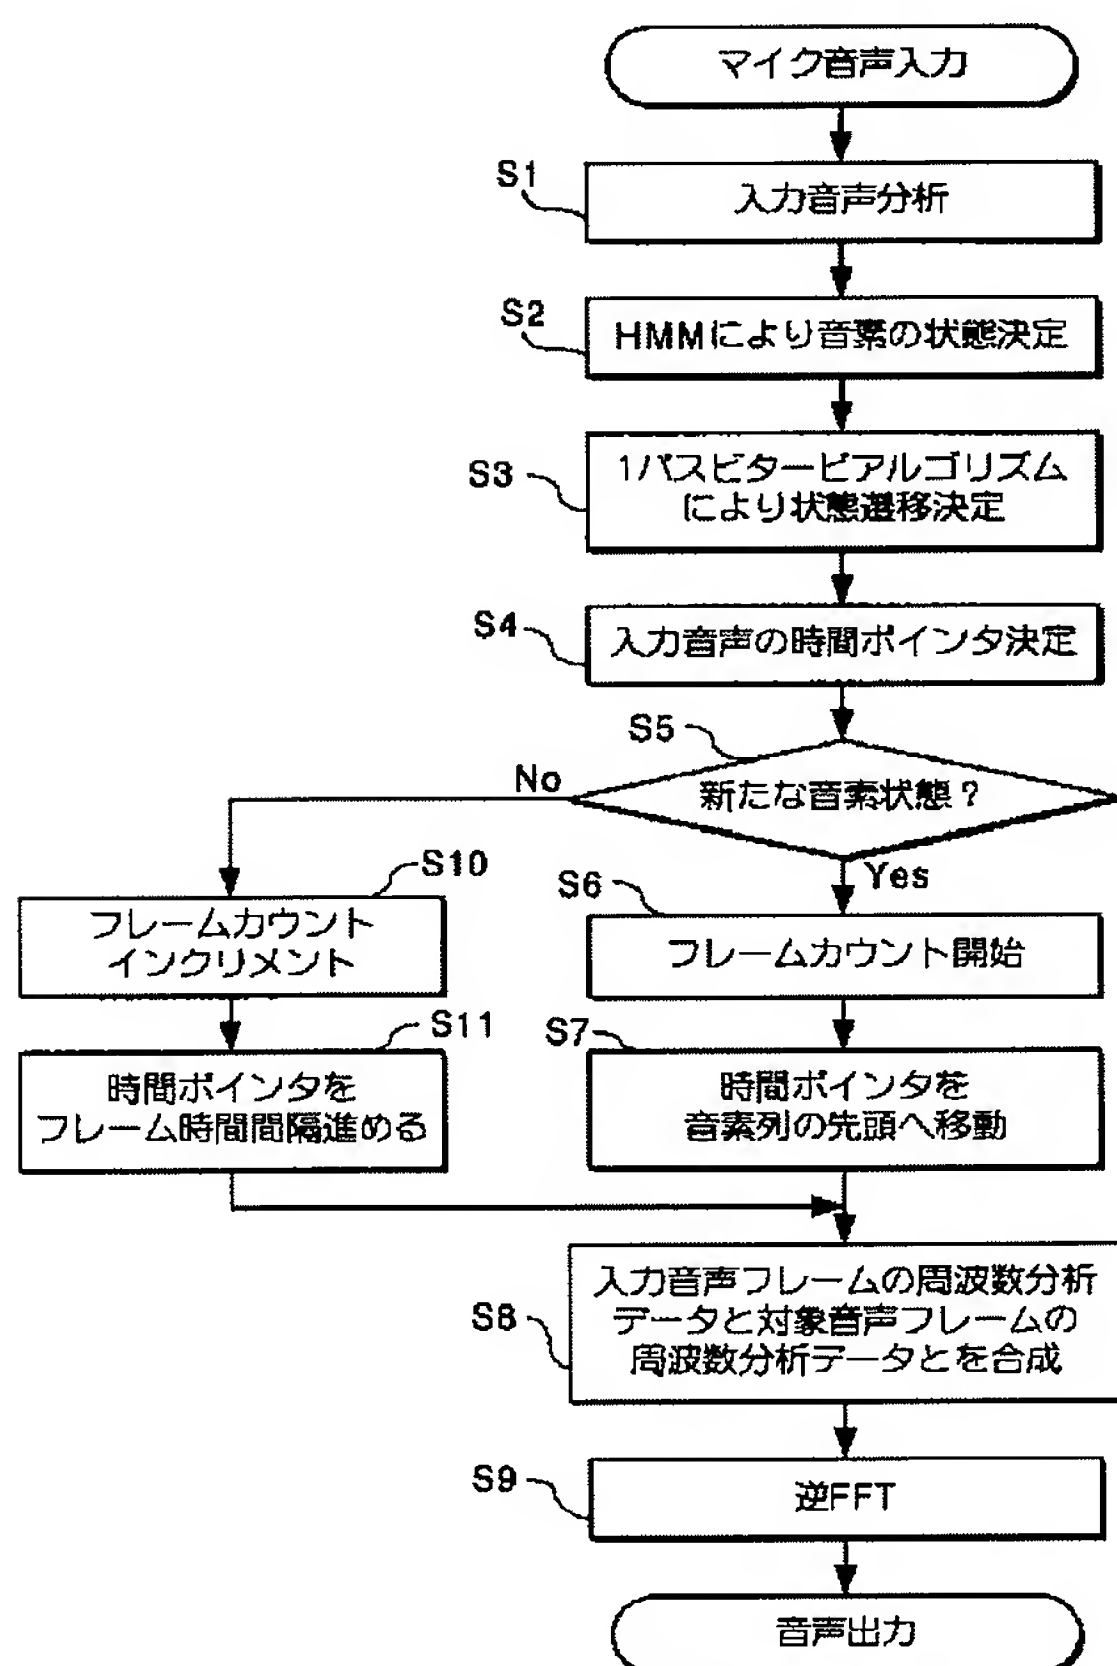 マイク音声入力
S1
入力音声分析
S2
HMMにより音素の状態決定
S3
1パスビタービアルゴリズム
により状態遷移決定
S4
入力音声の時間ポインタ決定
S5
新たな音素状態？
No
Yes
S10
フレームカウント
インクリメント
S6
フレームカウント開始
S11
時間ポインタを
フレーム時間間隔進める
S7
時間ポインタを
音素列の先頭へ移動
S8
入力音声フレームの周波数分析
データと対象音声フレームの
周波数分析データとを合成
S9
逆FFT
音声出力